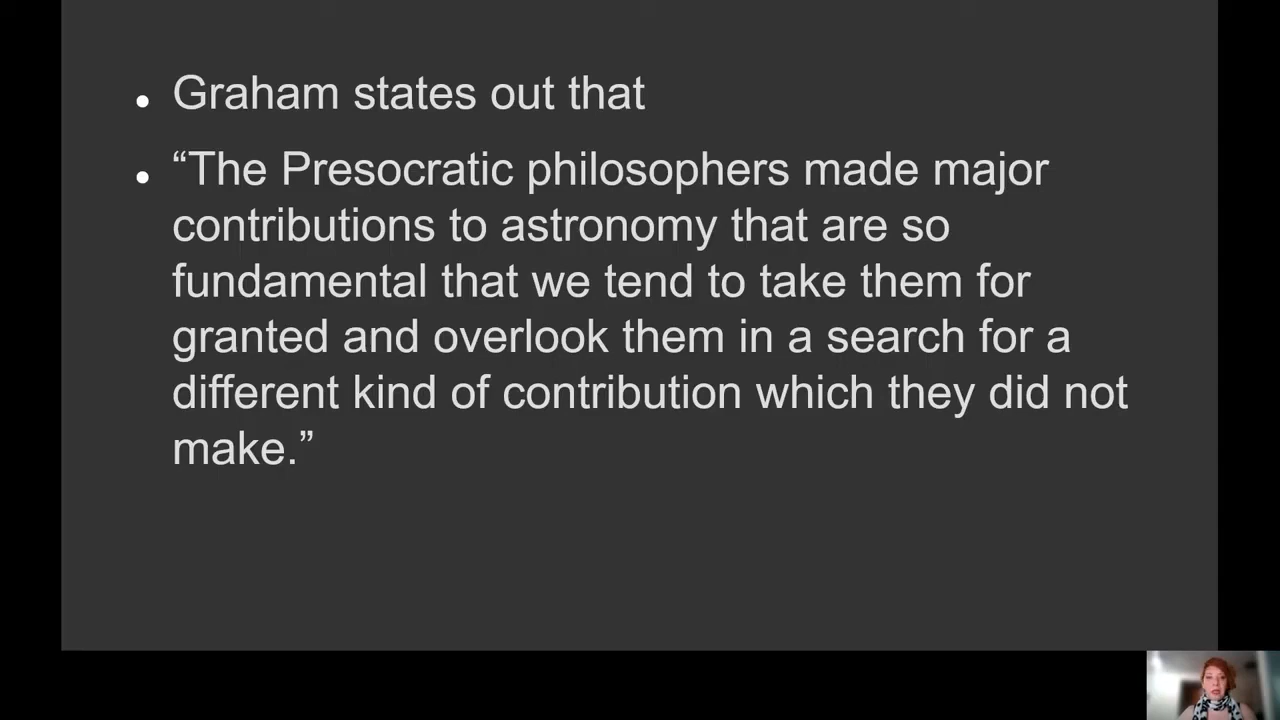 Graham states out that
“The Presocratic philosophers made major
contributions to astronomy that are so
fundamental that we tend to take them for
granted and overlook them in a search for a
different kind of contribution which they did not
make.”